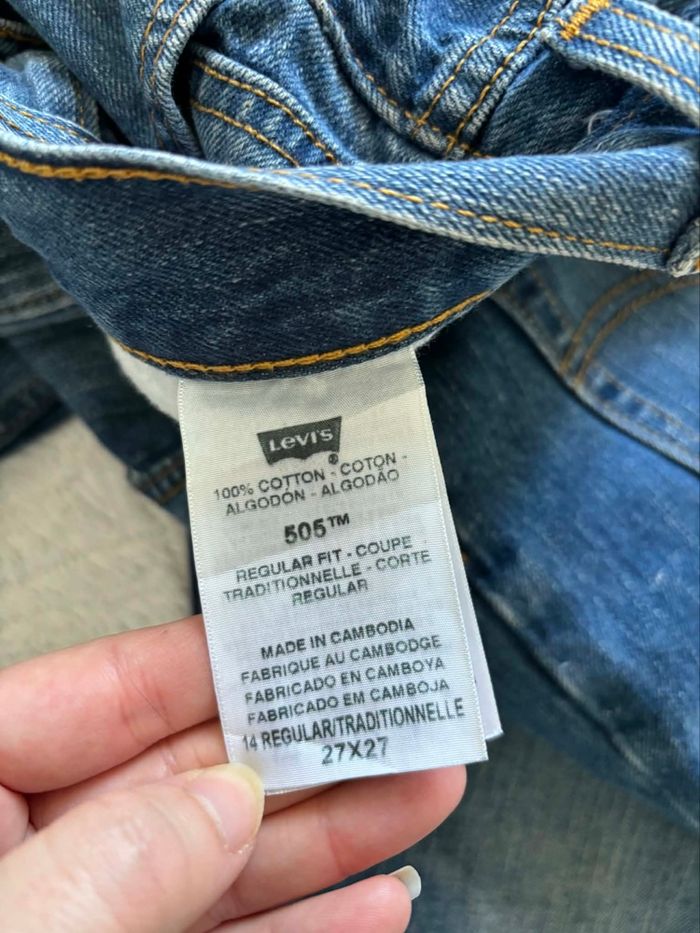 Levi's®
100% COTTON - COTON -
ALGODÓN - ALGODÃO
505™
REGULAR FIT - COUPE
TRADITIONNELLE - CORTE
REGULAR
MADE IN CAMBODIA
FABRIQUE AU CAMBODGE
FABRICADO EN CAMBOYA
FABRICADO EM CAMBOJA
14 REGULAR/TRADITIONNELLE
27X27